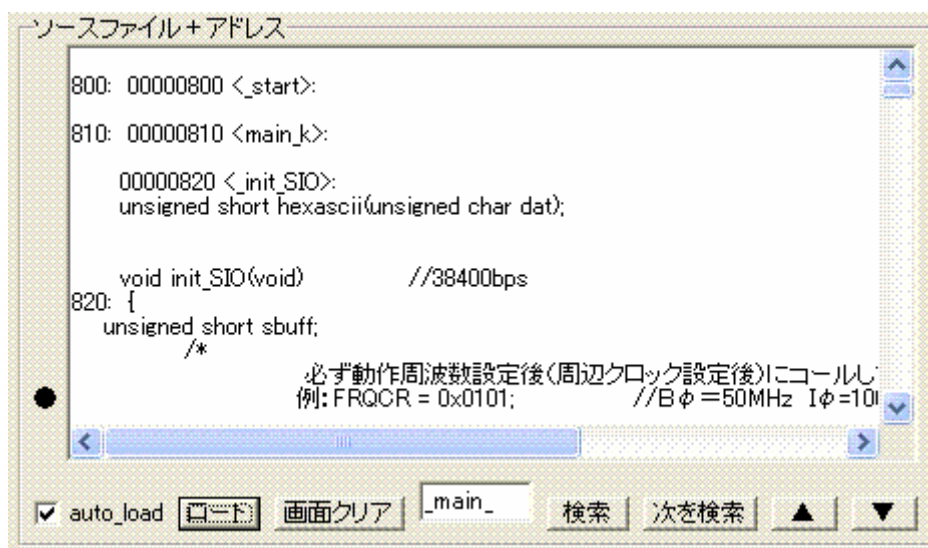 ソースファイル+アドレス
800: 00000800 <_start>:
810: 00000810 <main_k>:
00000820 <_init_SIO>:
unsigned short hexascii(unsigned char dat);
void init_SIO(void) //38400bps
820: {
unsigned short sbuff;
/*
必ず動作周波数設定後(周辺クロック設定後)にコールし
例:FRQCR = 0x0101; //Bφ=50MHz Iφ=10
auto_load ロード 画面クリア _main_ 検索 次を検索 ▲ ▼